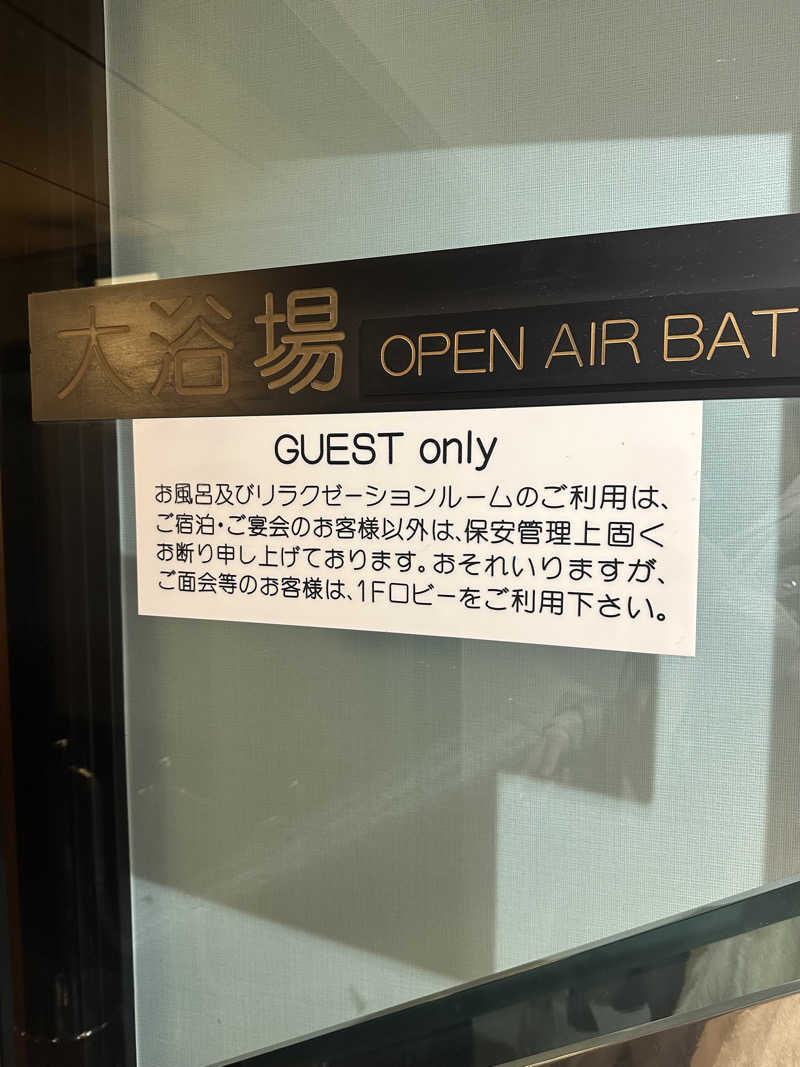 大浴場 OPEN AIR BAT
GUEST only
お風呂及びリラクゼーションルームのご利用は、
ご宿泊・ご宴会のお客様以外は、保安管理上固く
お断り申し上げております。おそれいりますが、
ご面会等のお客様は、1Fロビーをご利用下さい。